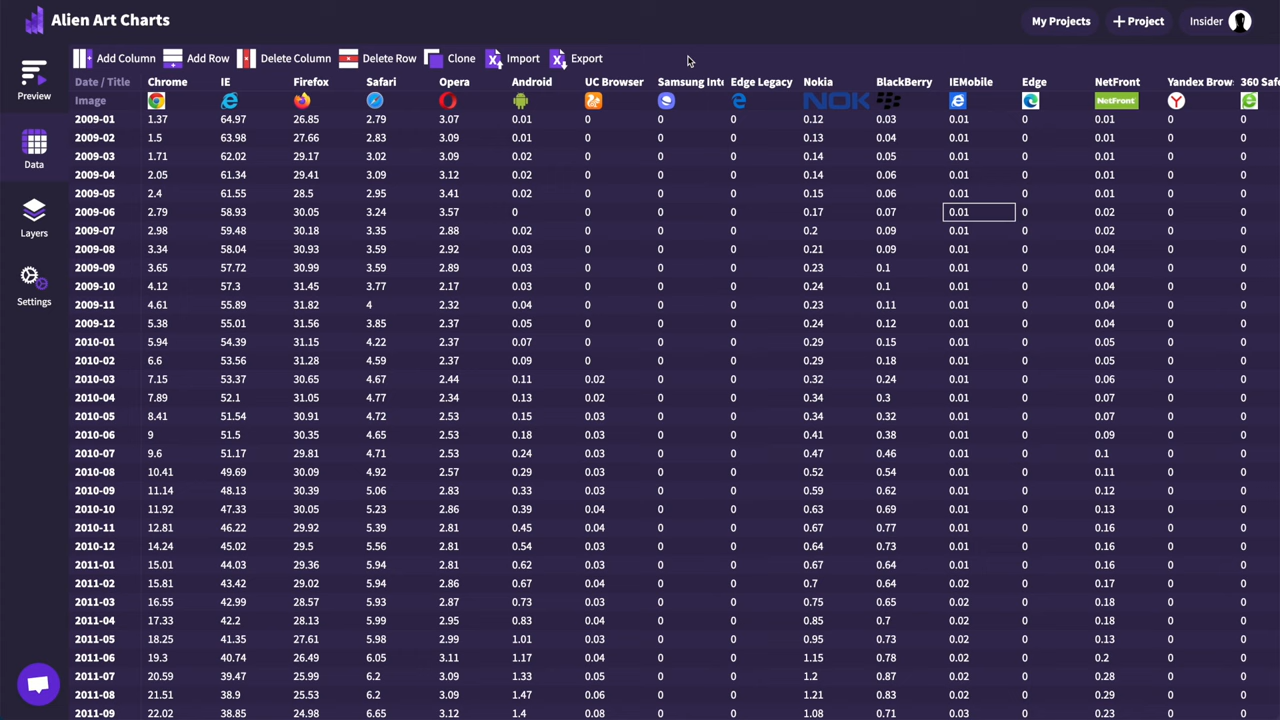 Alien Art Charts My Projects + Project Insider
Add Column Add Row Delete Column Delete Row Clone Import Export
Date / Title Chrome IE Firefox Safari Opera Android UC Browser Samsung Inte Edge Legacy Nokia BlackBerry IEMobile Edge NetFront Yandex Brows 360 Safe
Image NOK NetFront
2009-01 1.37 64.97 26.85 2.79 3.07 0.01 0 0 0 0.12 0.03 0.01 0 0.01 0 0
2009-02 1.5 63.98 27.66 2.83 3.09 0.01 0 0 0 0.13 0.04 0.01 0 0.01 0 0
2009-03 1.71 62.02 29.17 3.02 3.09 0.02 0 0 0 0.14 0.05 0.01 0 0.01 0 0
2009-04 2.05 61.34 29.41 3.09 3.12 0.02 0 0 0 0.14 0.06 0.01 0 0.01 0 0
2009-05 2.4 61.55 28.5 2.95 3.41 0.02 0 0 0 0.15 0.06 0.01 0 0.01 0 0
2009-06 2.79 58.93 30.05 3.24 3.57 0 0 0 0 0.17 0.07 0.01 0 0.02 0 0
2009-07 2.98 59.48 30.18 3.35 2.88 0.02 0 0 0 0.2 0.09 0.01 0 0.02 0 0
2009-08 3.34 58.04 30.93 3.59 2.92 0.03 0 0 0 0.21 0.09 0.01 0 0.04 0 0
2009-09 3.65 57.72 30.99 3.59 2.89 0.03 0 0 0 0.23 0.1 0.01 0 0.04 0 0
2009-10 4.12 57.3 31.45 3.77 2.17 0.03 0 0 0 0.24 0.1 0.01 0 0.04 0 0
2009-11 4.61 55.89 31.82 4 2.32 0.04 0 0 0 0.23 0.11 0.01 0 0.04 0 0
2009-12 5.38 55.01 31.56 3.85 2.37 0.05 0 0 0 0.24 0.12 0.01 0 0.04 0 0
2010-01 5.94 54.39 31.15 4.22 2.37 0.07 0 0 0 0.29 0.15 0.01 0 0.05 0 0
2010-02 6.6 53.56 31.28 4.59 2.37 0.09 0 0 0 0.29 0.18 0.01 0 0.05 0 0
2010-03 7.15 53.37 30.65 4.67 2.44 0.11 0.02 0 0 0.32 0.24 0.01 0 0.06 0 0
2010-04 7.89 52.1 31.05 4.77 2.34 0.13 0.02 0 0 0.34 0.3 0.01 0 0.07 0 0
2010-05 8.41 51.54 30.91 4.72 2.53 0.15 0.03 0 0 0.34 0.32 0.01 0 0.07 0 0
2010-06 9 51.5 30.35 4.65 2.53 0.18 0.03 0 0 0.41 0.38 0.01 0 0.09 0 0
2010-07 9.6 51.17 29.81 4.71 2.53 0.24 0.03 0 0 0.47 0.46 0.01 0 0.1 0 0
2010-08 10.41 49.69 30.09 4.92 2.57 0.29 0.03 0 0 0.52 0.54 0.01 0 0.11 0 0
2010-09 11.14 48.13 30.39 5.06 2.83 0.33 0.03 0 0 0.59 0.62 0.01 0 0.12 0 0
2010-10 11.92 47.33 30.05 5.23 2.86 0.39 0.04 0 0 0.63 0.69 0.01 0 0.13 0 0
2010-11 12.81 46.22 29.92 5.39 2.81 0.45 0.04 0 0 0.67 0.77 0.01 0 0.16 0 0
2010-12 14.24 45.02 29.5 5.56 2.81 0.54 0.03 0 0 0.64 0.73 0.01 0 0.16 0 0
2011-01 15.01 44.03 29.36 5.94 2.81 0.62 0.03 0 0 0.67 0.64 0.01 0 0.16 0 0
2011-02 15.81 43.42 29.02 5.94 2.86 0.67 0.04 0 0 0.7 0.64 0.02 0 0.17 0 0
2011-03 16.55 42.99 28.57 5.93 2.87 0.73 0.03 0 0 0.75 0.65 0.02 0 0.18 0 0
2011-04 17.33 42.2 28.13 5.99 2.95 0.83 0.04 0 0 0.85 0.7 0.02 0 0.18 0 0
2011-05 18.25 41.35 27.61 5.98 2.99 1.01 0.03 0 0 0.95 0.73 0.02 0 0.13 0 0
2011-06 19.3 40.74 26.49 6.05 3.11 1.17 0.04 0 0 1.15 0.78 0.02 0 0.2 0 0
2011-07 20.59 39.47 25.99 6.2 3.09 1.33 0.05 0 0 1.2 0.87 0.02 0 0.28 0 0
2011-08 21.51 38.9 25.53 6.2 3.09 1.47 0.06 0 0 1.21 0.83 0.02 0 0.29 0 0
2011-09 22.02 38.85 24.98 6.65 3.12 1.4 0.08 0 0 1.08 0.71 0.03 0 0.23 0 0
Preview
Data
Layers
Settings